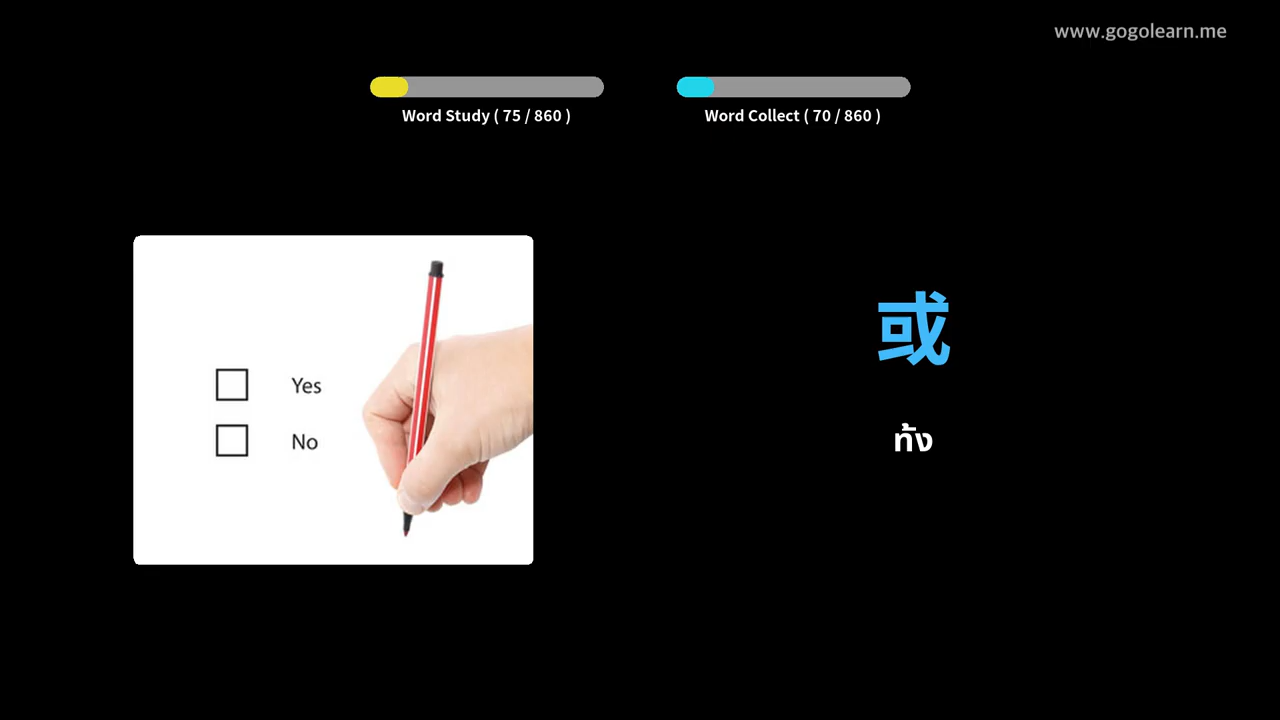 www.gogolearn.me
Word Study ( 75 / 860 )
Word Collect ( 70 / 860 )
Yes
No
或
ท้ง